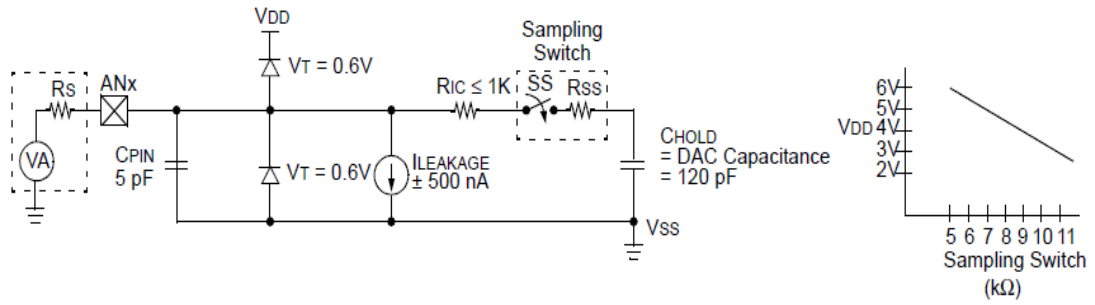 VDD
Sampling
Switch
RS
ANx
VT = 0.6V
RIC ≤ 1K
SS
RSS
VA
CPIN
5 pF
VT = 0.6V
ILEAKAGE
± 500 nA
CHOLD
= DAC Capacitance
= 120 pF
VSS
6V
5V
VDD 4V
3V
2V
5 6 7 8 9 10 11
Sampling Switch
(kΩ)